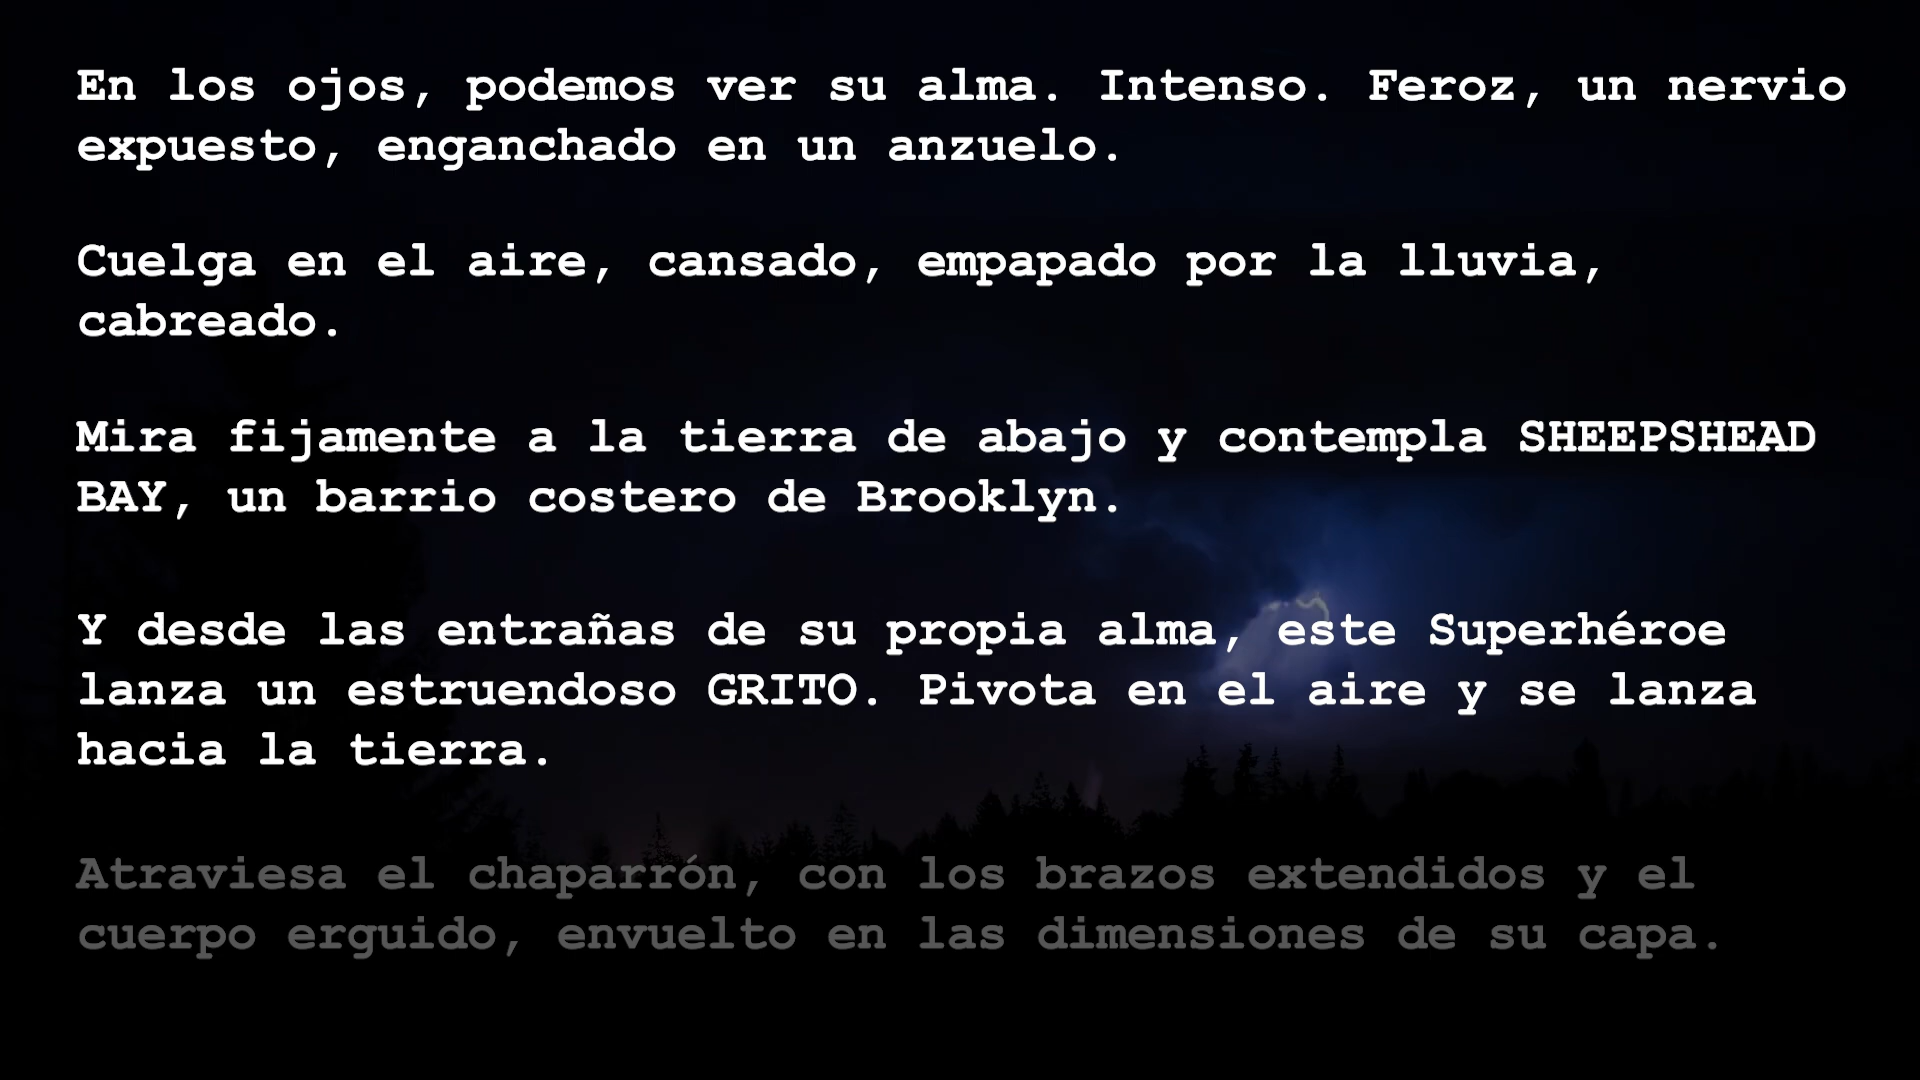 En los ojos, podemos ver su alma. Intenso. Feroz, un nervio
expuesto, enganchado en un anzuelo.
Cuelga en el aire, cansado, empapado por la lluvia,
cabreado.
Mira fijamente a la tierra de abajo y contempla SHEEPSHEAD
BAY, un barrio costero de Brooklyn.
Y desde las entrañas de su propia alma, este Superhéroe
lanza un estruendoso GRITO. Pivota en el aire y se lanza
hacia la tierra.
Atraviesa el chaparrón, con los brazos extendidos y el
cuerpo erguido, envuelto en las dimensiones de su capa.